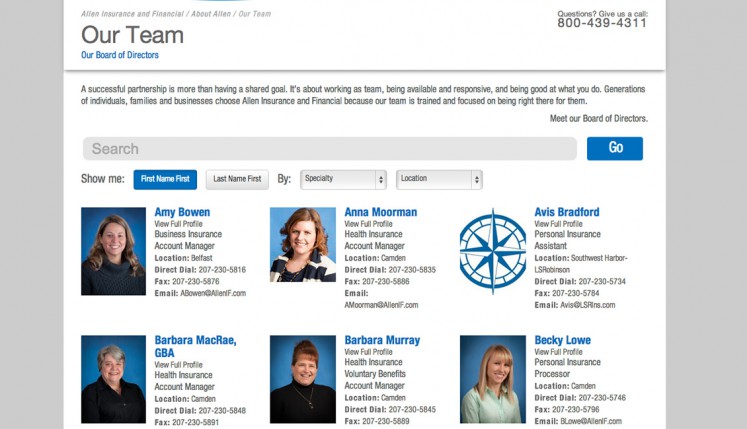 Allen Insurance and Financial / About Allen / Our Team
Questions? Give us a call:
800-439-4311
Our Team
Our Board of Directors
A successful partnership is more than having a shared goal. It's about working as team, being available and responsive, and being good at what you do. Generations
of individuals, families and businesses choose Allen Insurance and Financial because our team is trained and focused on being right there for them.
Meet our Board of Directors.
Search
Go
Show me:
First Name First
Last Name First
By:
Specialty
Location
Amy Bowen
View Full Profile
Business Insurance
Account Manager
Location: Belfast
Direct Dial: 207-230-5816
Fax: 207-230-5876
Email: ABowen@AllenIF.com
Anna Moorman
View Full Profile
Health Insurance
Account Manager
Location: Camden
Direct Dial: 207-230-5835
Fax: 207-230-5886
Email:
AMoorman@AllenIF.com
Avis Bradford
View Full Profile
Personal Insurance
Assistant
Location: Southwest Harbor-
LSRobinson
Direct Dial: 207-230-5734
Fax: 207-230-5784
Email: Avis@LSRIns.com
Barbara MacRae,
GBA
View Full Profile
Health Insurance
Account Manager
Location: Camden
Direct Dial: 207-230-5848
Fax: 207-230-5891
Barbara Murray
View Full Profile
Health Insurance
Voluntary Benefits
Account Manager
Location: Camden
Direct Dial: 207-230-5845
Fax: 207-230-5889
Becky Lowe
View Full Profile
Personal Insurance
Processor
Location: Camden
Direct Dial: 207-230-5746
Fax: 207-230-5796
Email: BLowe@AllenIF.com